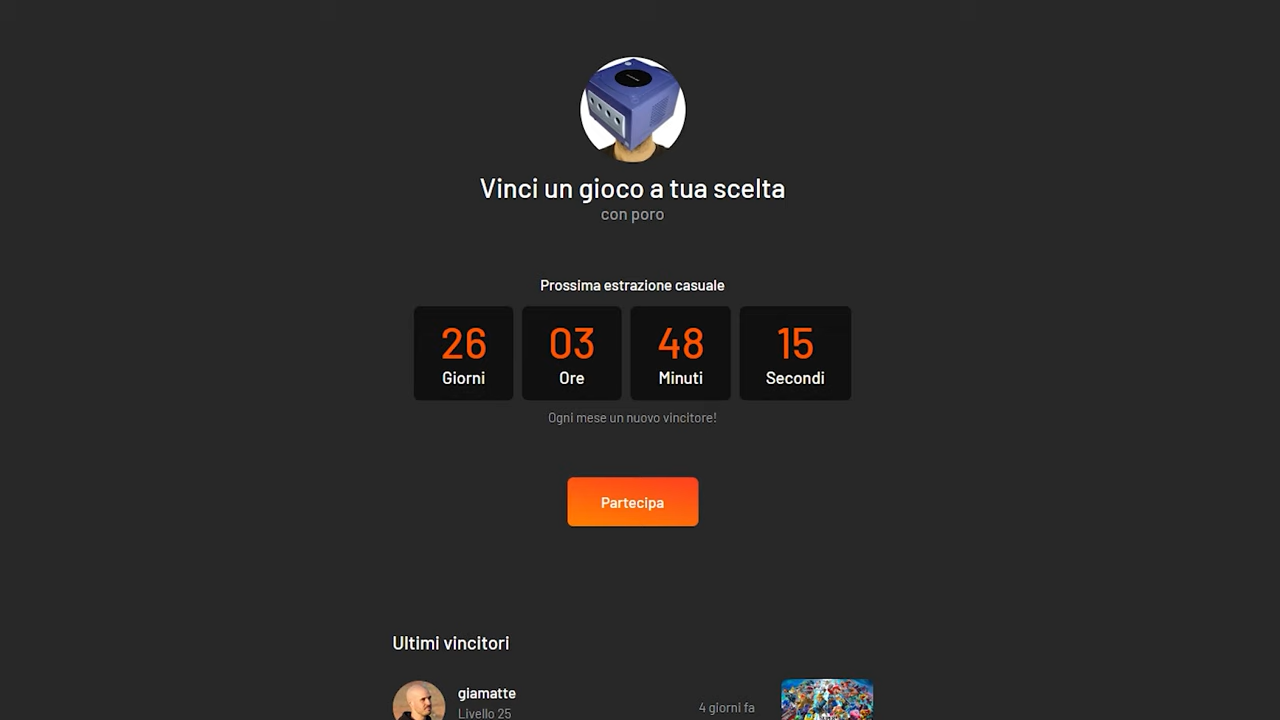 Vinci un gioco a tua scelta
con poro
Prossima estrazione casuale
26 03 48 15
Giorni Ore Minuti Secondi
Ogni mese un nuovo vincitore!
Partecipa
Ultimi vincitori
giamatte
Livello 25
4 giorni fa